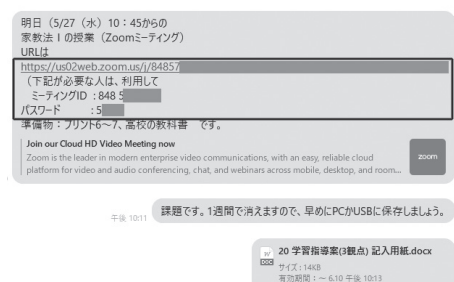 明日（5/27（水）10：45からの
家教法Ⅰの授業（Zoomミーティング）
URLは
https://us02web.zoom.us/j/84857
（下記が必要な人は、利用して
ミーティングID ：848 5
パスワード ：5
準備物：プリント6～7、高校の教科書 です。
Join our Cloud HD Video Meeting now
Zoom is the leader in modern enterprise video communications, with an easy, reliable cloud
platform for video and audio conferencing, chat, and webinars across mobile, desktop, and room...
zoom
午後 10:11
課題です。1週間で消えますので、早めにPCかUSBに保存しましょう。
W
DOC
20 学習指導案(3観点) 記入用紙.docx
サイズ : 14KB
有効期間 : ～ 6.10 午後 10:13